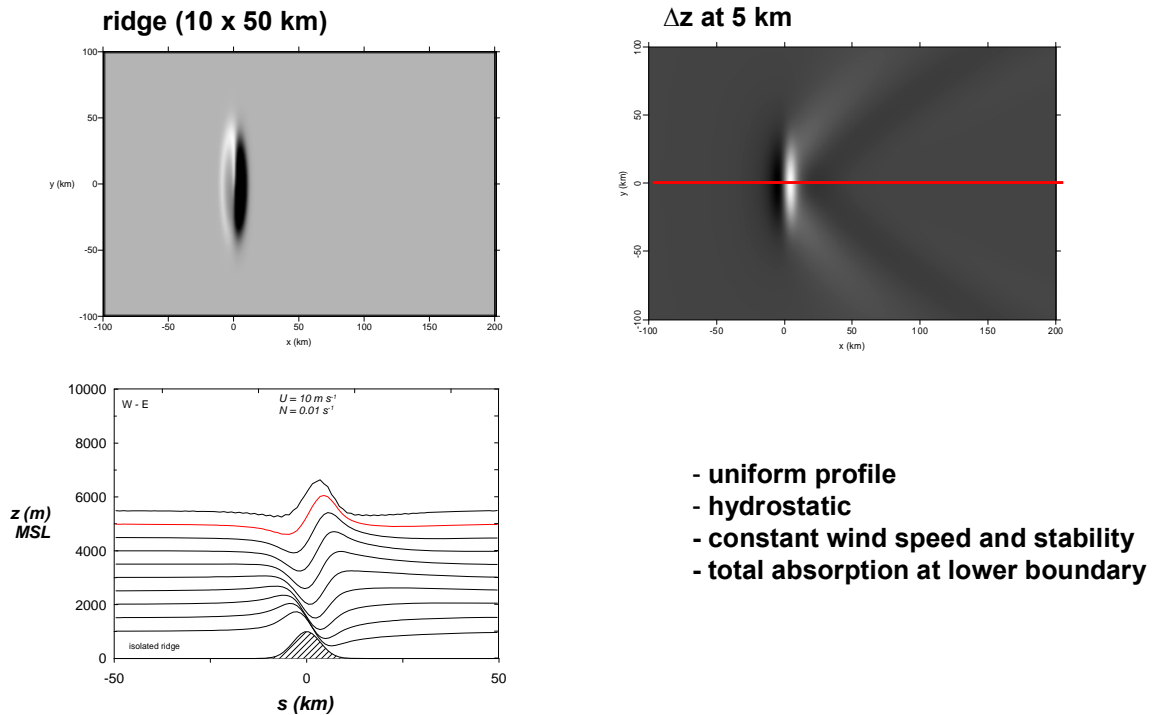 ridge (10 x 50 km)
100
50
0
-50
-100
y (km)
-100 -50 0 50 100 150 200
x (km)
Δz at 5 km
100
50
0
-50
-100
y (km)
-100 -50 0 50 100 150 200
x (km)
10000
8000
6000
4000
2000
0
z (m)
MSL
W - E
U = 10 m s⁻¹
N = 0.01 s⁻¹
isolated ridge
-50 0 50
s (km)
- uniform profile
- hydrostatic
- constant wind speed and stability
- total absorption at lower boundary